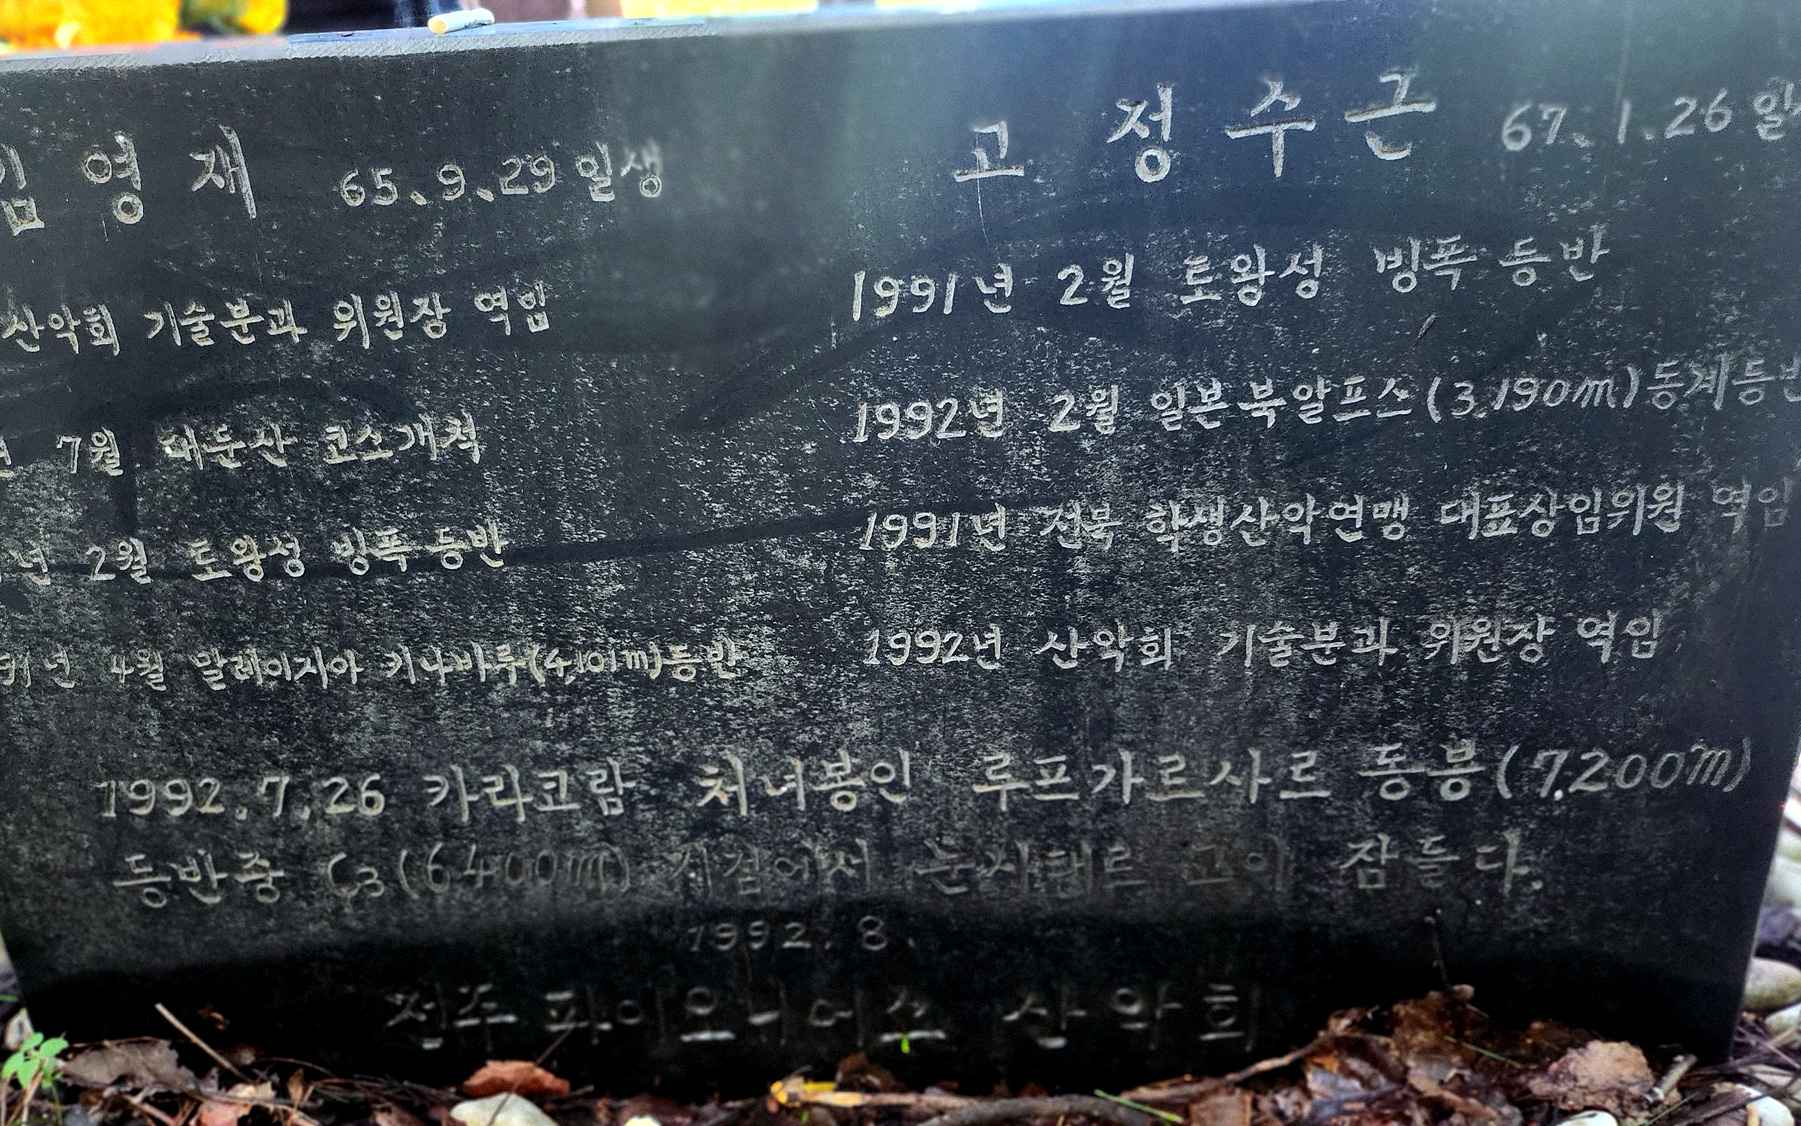 영재 65.9.29일생
산악회 기술분과 위원장 역임
7월 대둔산 코스개척
년 2월 토왕성 빙폭등반
년 4월 말레이지아 키나바루(4,101m)등반
고 정수근 67.1.26일
1991년 2월 토왕성 빙폭 등반
1992년 2월 일본북알프스(3,190m)동계등반
1991년 전북 학생산악연맹 대표상임위원 역임
1992년 산악회 기술분과 위원장 역임
1992.7.26 카라코람 처녀봉인 루프가르사르 동봉(7,200m)
등반중 C3(6400m) 지점에서 눈사태로 고이 잠들다.
1992.8.
전주 파이오니어스 산악회